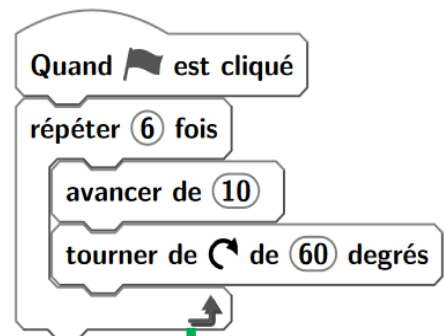 Quand est cliqué
répéter 6 fois
avancer de 10
tourner de de 60 degrés